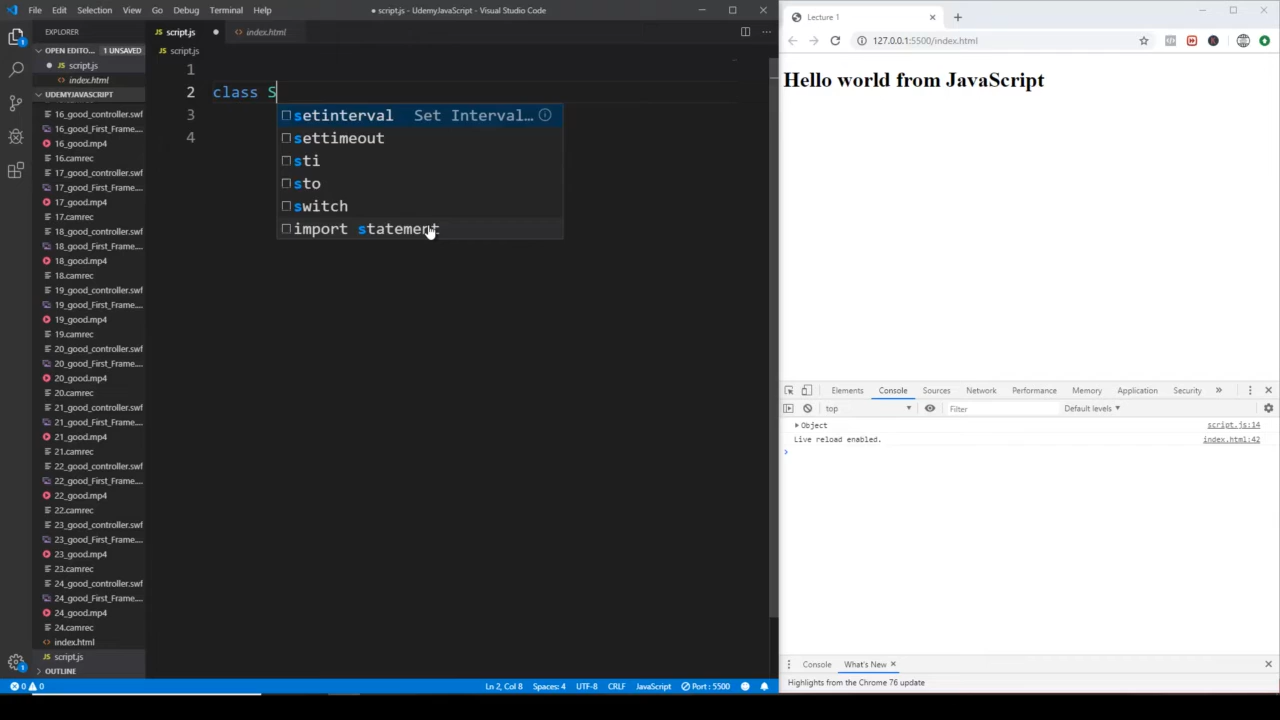 File Edit Selection View Go Debug Terminal Help
● script.js - UdemyJavaScript - Visual Studio Code
EXPLORER
OPEN EDITO... 1 UNSAVED
script.js
index.html
UDEMYJAVASCRIPT
16_good_controller.swf
16_good_First_Frame....
16_good.mp4
16.camrec
17_good_controller.swf
17_good_First_Frame....
17_good.mp4
17.camrec
18_good_controller.swf
18_good_First_Frame....
18_good.mp4
18.camrec
19_good_controller.swf
19_good_First_Frame....
19_good.mp4
19.camrec
20_good_controller.swf
20_good_First_Frame....
20_good.mp4
20.camrec
21_good_controller.swf
21_good_First_Frame....
21_good.mp4
21.camrec
22_good_controller.swf
22_good_First_Frame....
22_good.mp4
22.camrec
23_good_controller.swf
23_good_First_Frame....
23_good.mp4
23.camrec
24_good_controller.swf
24_good_First_Frame....
24_good.mp4
24.camrec
index.html
script.js
OUTLINE
script.js index.html
script.js
1
2 class S
3
4
setinterval Set Interval…
settimeout
sti
sto
switch
import statement
0 0 Ln 2, Col 8 Spaces: 4 UTF-8 CRLF JavaScript Port : 5500
Lecture 1
127.0.0.1:5500/index.html
Hello world from JavaScript
Elements Console Sources Network Performance Memory Application Security »
top Filter Default levels
Object script.js:14
Live reload enabled. index.html:42
Console What's New
Highlights from the Chrome 76 update